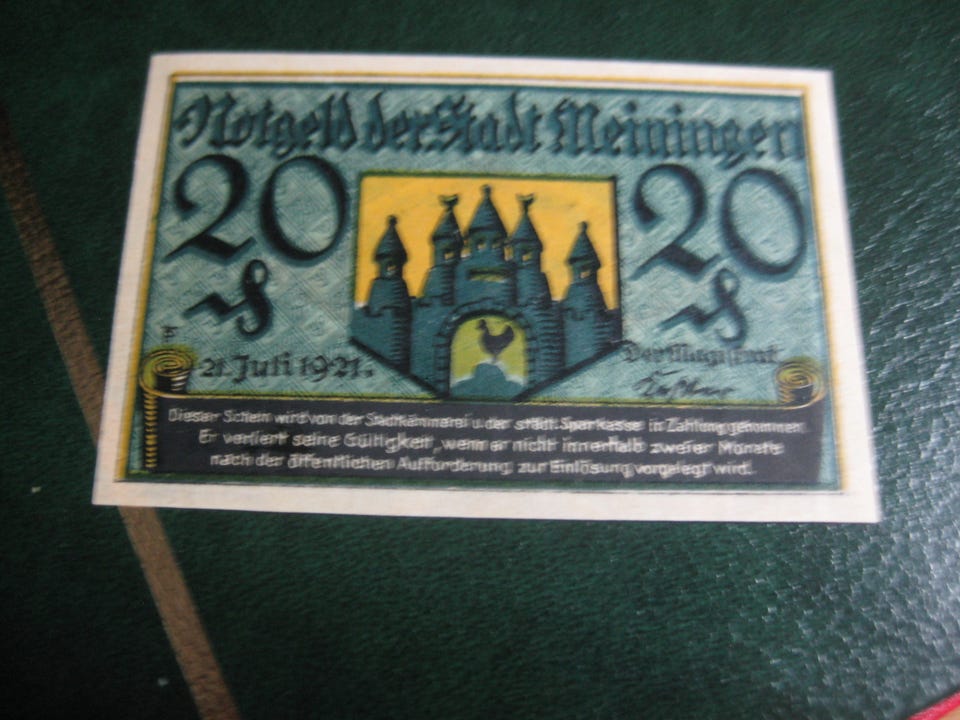 Notgeld der Stadt Meiningen
20 20
₰ ₰
21. Juli 1921.
Der Magistrat
Dieser Schein wird von der Stadtkämmerei u. der städt. Sparkasse in Zahlung genommen.
Er verliert seine Gültigkeit, wenn er nicht innerhalb zweier Monate
nach der öffentlichen Aufforderung zur Einlösung vorgelegt wird.